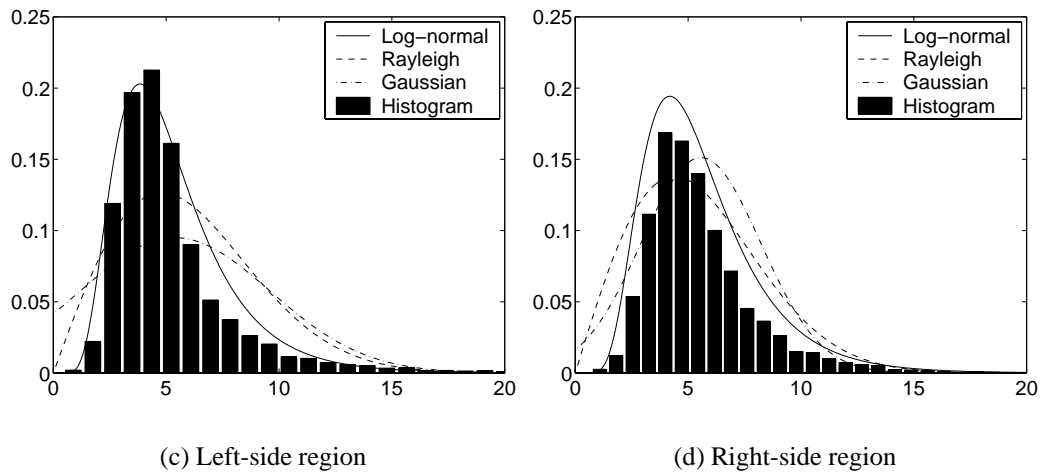 0.25
0.2
0.15
0.1
0.05
0
0 5 10 15 20
Log-normal
Rayleigh
Gaussian
Histogram
(c) Left-side region
0.25
0.2
0.15
0.1
0.05
0
0 5 10 15 20
Log-normal
Rayleigh
Gaussian
Histogram
(d) Right-side region